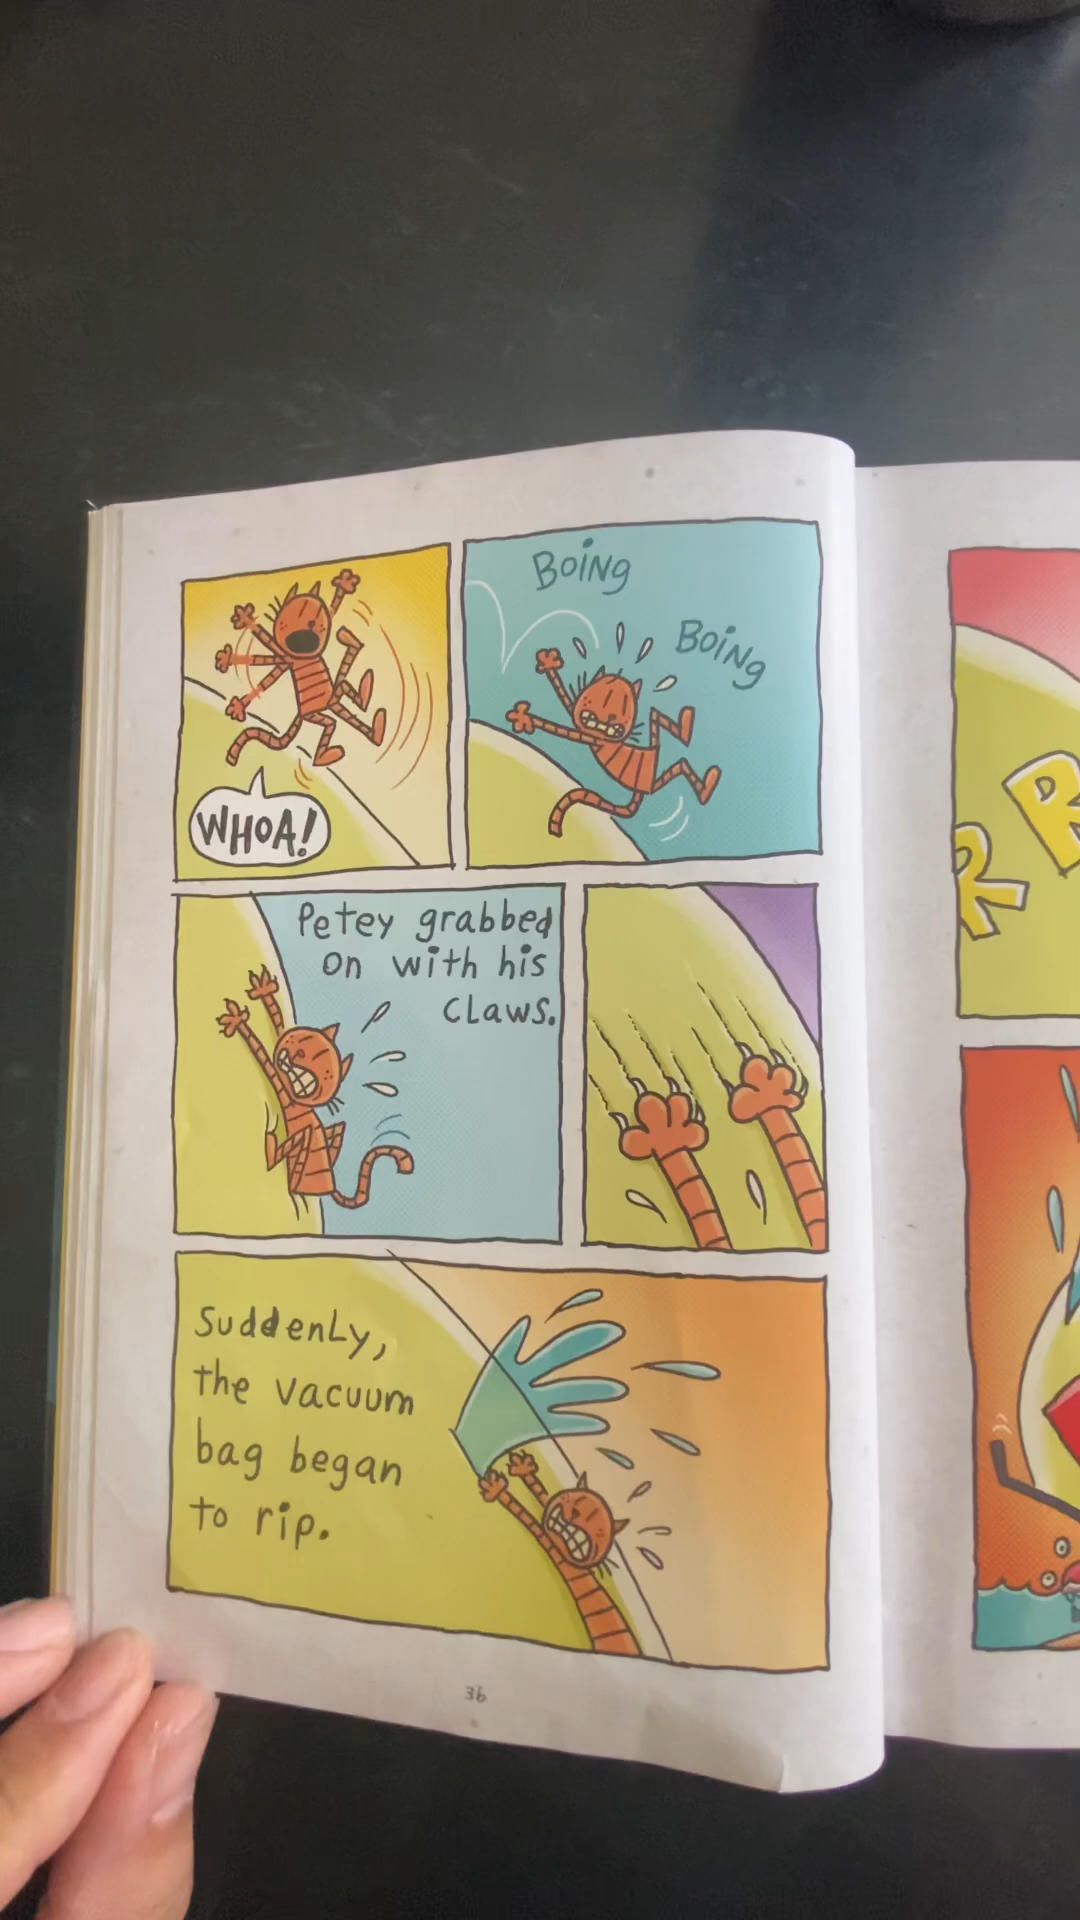 WHOA!
BOING
BOING
Petey grabbed
on with his
claws.
Suddenly,
the vacuum
bag began
to rip.
36
R
R